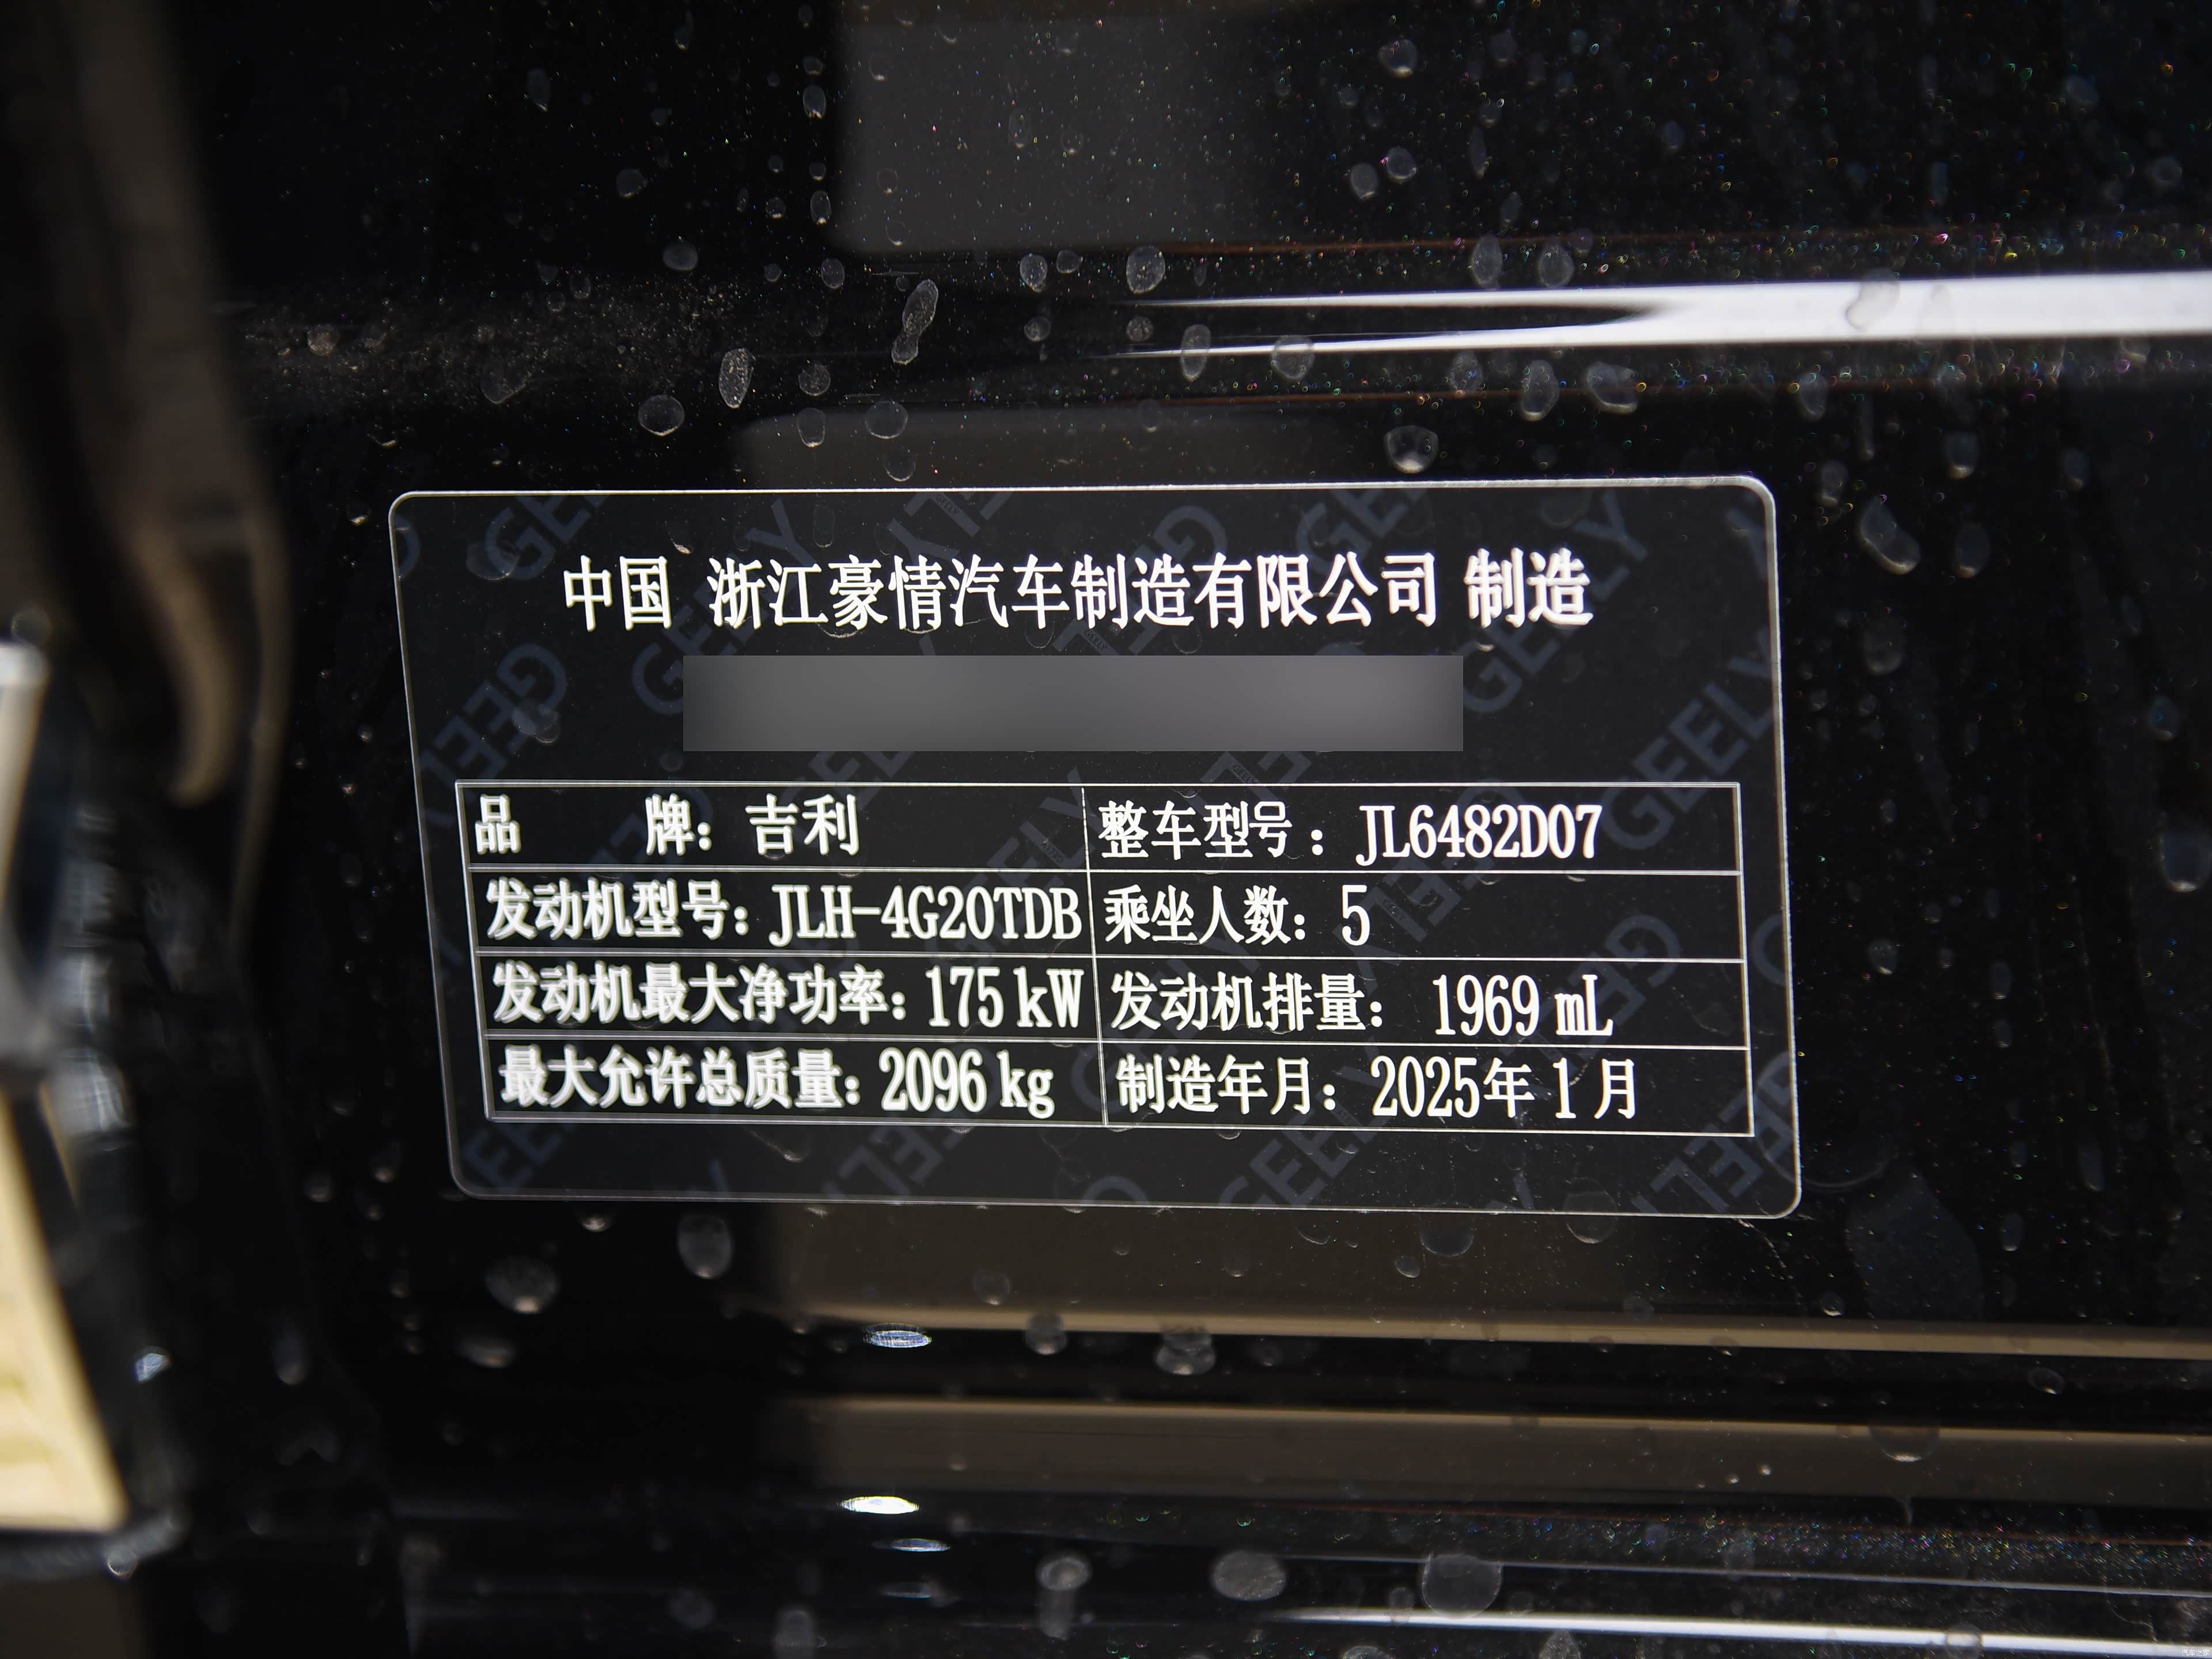 中国 浙江豪情汽车制造有限公司 制造
品 牌：吉利 整车型号：JL6482D07
发动机型号：JLH-4G20TDB 乘坐人数：5
发动机最大净功率：175 kW 发动机排量：1969 mL
最大允许总质量：2096 kg 制造年月：2025年1月